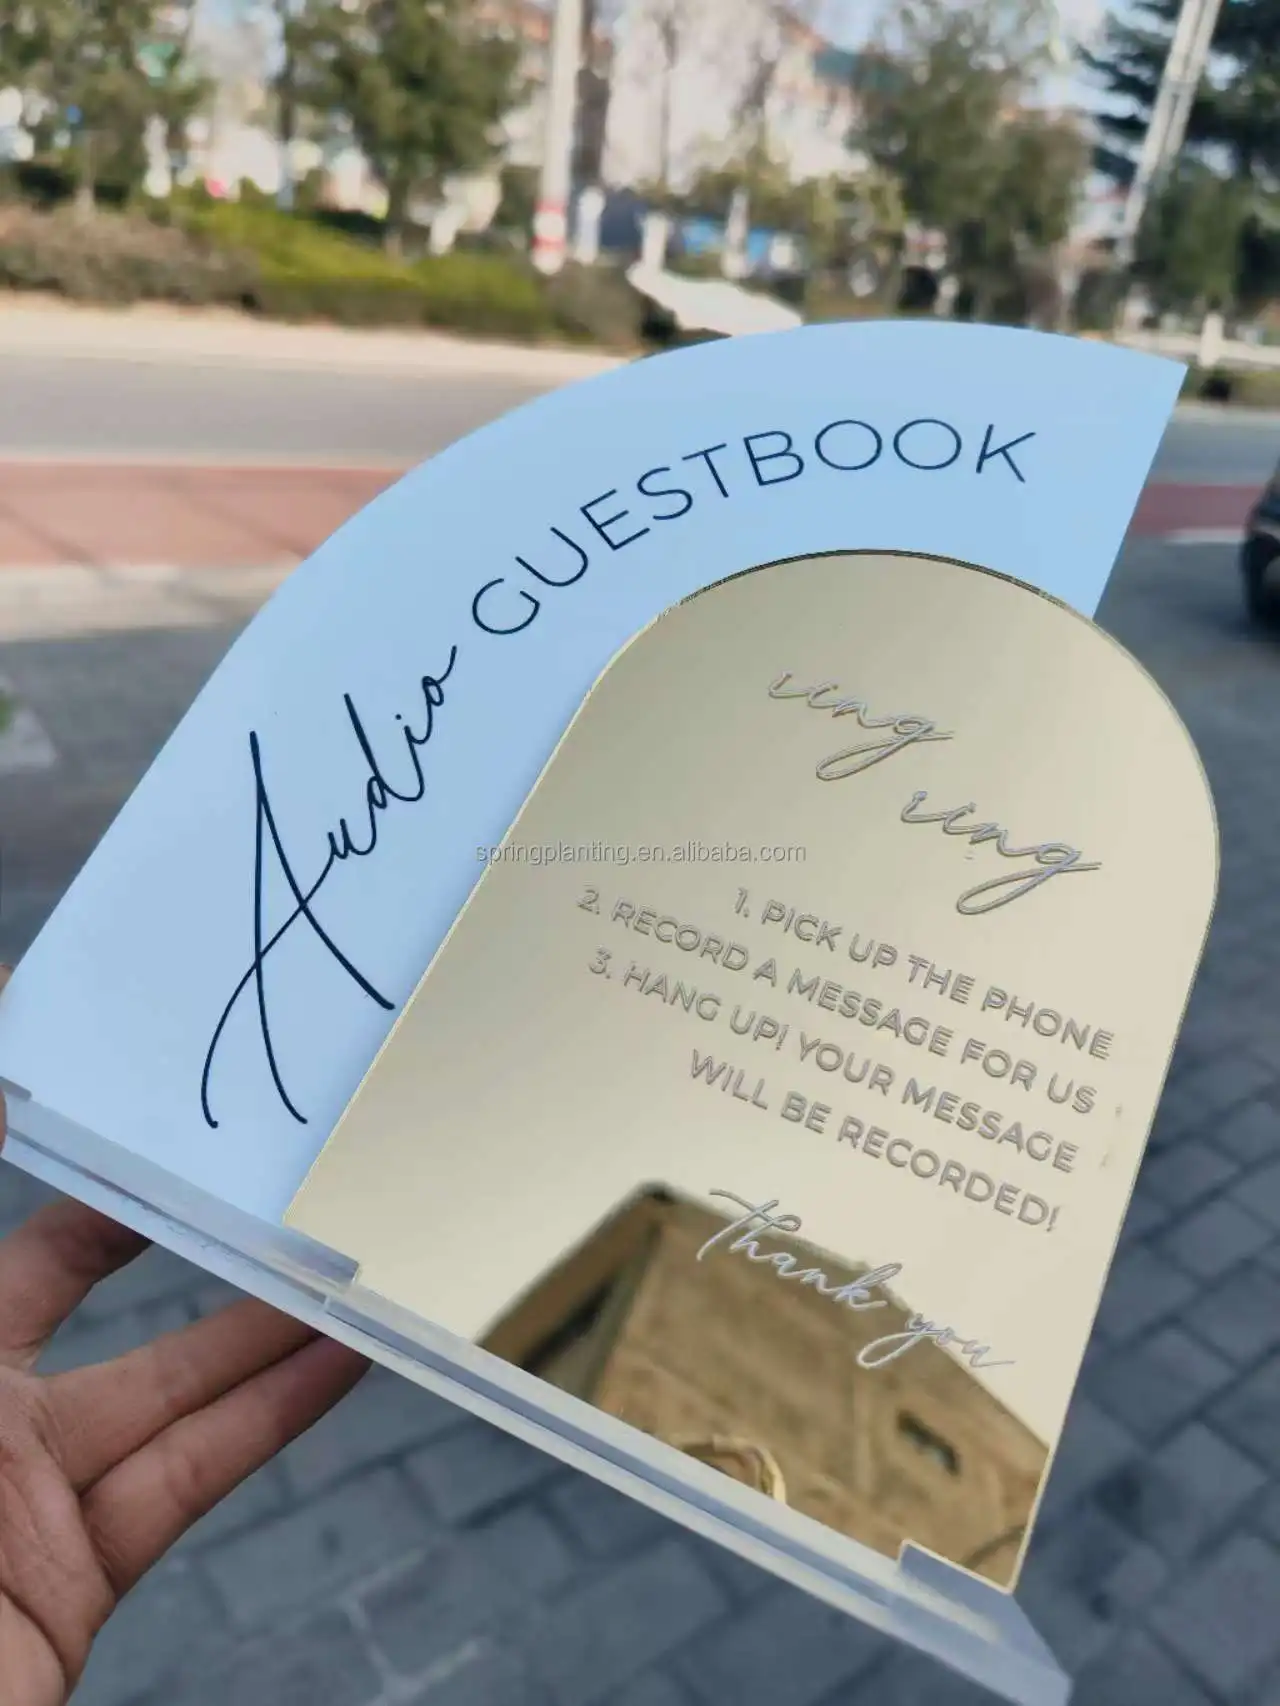 Audio GUESTBOOK
ring
ring
springplanting.en.alibaba.com
1. PICK UP THE PHONE
2. RECORD A MESSAGE FOR US
3. HANG UP! YOUR MESSAGE
WILL BE RECORDED!
thank you